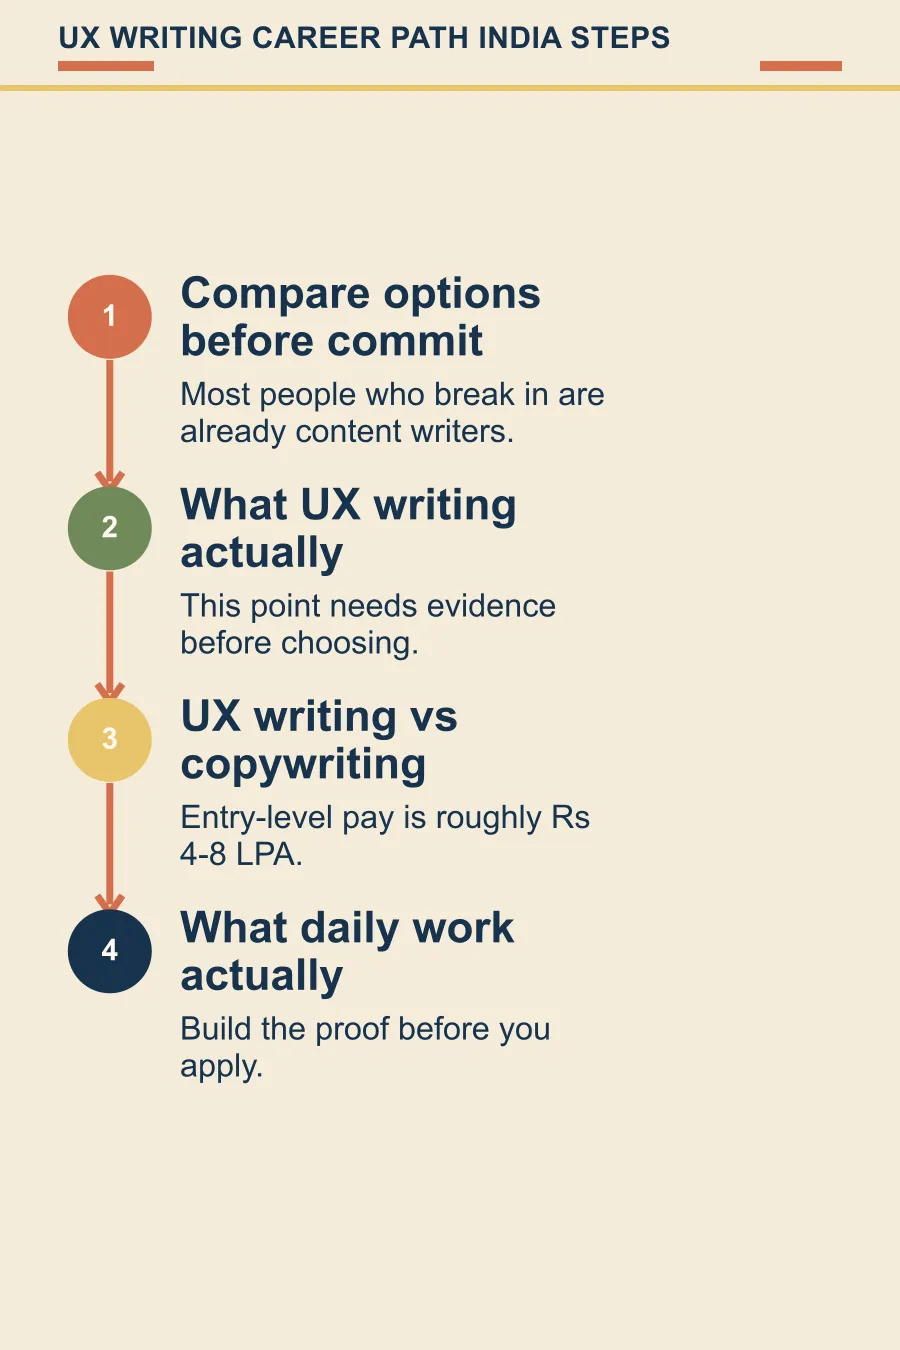 UX WRITING CAREER PATH INDIA STEPS
1
Compare options
before commit
Most people who break in are
already content writers.
2
What UX writing
actually
This point needs evidence
before choosing.
3
UX writing vs
copywriting
Entry-level pay is roughly Rs
4-8 LPA.
4
What daily work
actually
Build the proof before you
apply.